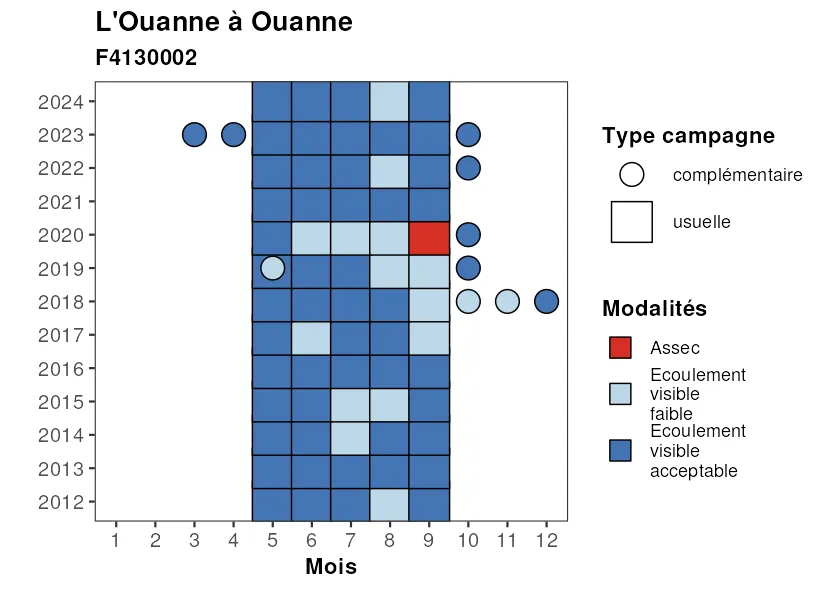 L'Ouanne à Ouanne
F4130002
2024
2023
2022
2021
2020
2019
2018
2017
2016
2015
2014
2013
2012
1 2 3 4 5 6 7 8 9 10 11 12
Mois
Type campagne
complémentaire
usuelle
Modalités
Assec
Ecoulement
visible
faible
Ecoulement
visible
acceptable